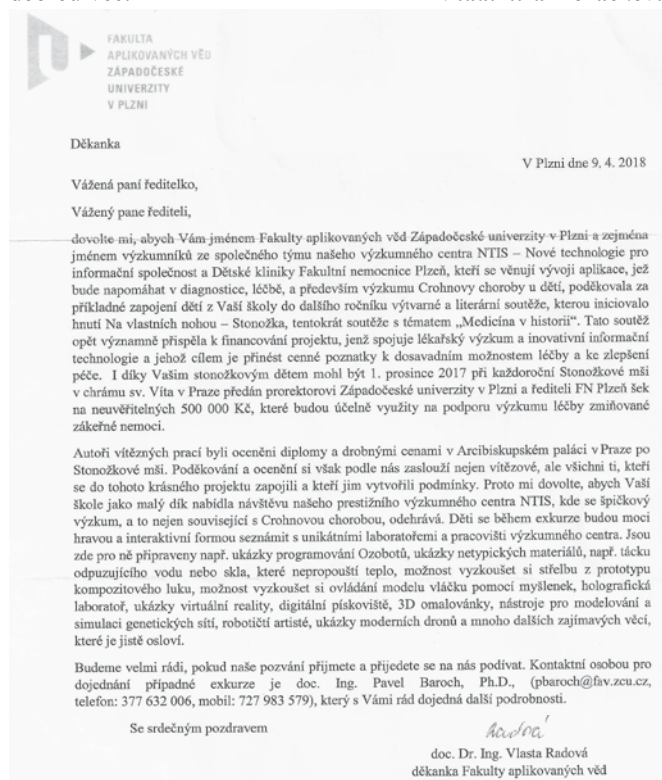 FAKULTA
APLIKOVANÝCH VĚD
ZÁPADOČESKÉ
UNIVERZITY
V PLZNI
Děkanka
V Plzni dne 9. 4. 2018
Vážená paní ředitelko,
Vážený pane řediteli,
dovolte mi, abych Vám jménem Fakulty aplikovaných věd Západočeské univerzity v Plzni a zejména
jménem výzkumníků ze společného týmu našeho výzkumného centra NTIS – Nové technologie pro
informační společnost a Dětské kliniky Fakultní nemocnice Plzeň, kteří se věnují vývoji aplikace, jež
bude napomáhat v diagnostice, léčbě, a především výzkumu Crohnovy choroby u dětí, poděkovala za
příkladné zapojení dětí z Vaší školy do dalšího ročníku výtvarné a literární soutěže, kterou iniciovalo
hnutí Na vlastních nohou – Stonožka, tentokrát soutěže s tématem „Medicína v historii“. Tato soutěž
opět významně přispěla k financování projektu, jenž spojuje lékařský výzkum a inovativní informační
technologie a jehož cílem je přinést cenné poznatky k dosavadním možnostem léčby a ke zlepšení
péče. I díky Vašim stonožkovým dětem mohl být 1. prosince 2017 při každoroční Stonožkové mši
v chrámu sv. Víta v Praze předán prorektorovi Západočeské univerzity v Plzni a řediteli FN Plzeň šek
na neuvěřitelných 500 000 Kč, které budou účelně využity na podporu výzkumu léčby zmiňované
zákeřné nemoci.
Autoři vítězných prací byli oceněni diplomy a drobnými cenami v Arcibiskupském paláci v Praze po
Stonožkové mši. Poděkování a ocenění si však podle nás zaslouží nejen vítězové, ale všichni ti, kteří
se do tohoto krásného projektu zapojili a kteří jim vytvořili podmínky. Proto mi dovolte, abych Vaší
škole jako malý dík nabídla návštěvu našeho prestižního výzkumného centra NTIS, kde se špičkový
výzkum, a to nejen související s Crohnovou chorobou, odehrává. Děti se během exkurze budou moci
hravou a interaktivní formou seznámit s unikátními laboratořemi a pracovišti výzkumného centra. Jsou
zde pro ně připraveny např. ukázky programování Ozobotů, ukázky netypických materiálů, např. tácku
odpuzujícího vodu nebo skla, které nepropouští teplo, možnost vyzkoušet si střelbu z prototypu
kompozitového luku, možnost vyzkoušet si ovládání modelu vláčku pomocí myšlenek, holografická
laboratoř, ukázky virtuální reality, digitální pískoviště, 3D omalovánky, nástroje pro modelování a
simulaci genetických sítí, robotičtí artisté, ukázky moderních dronů a mnoho dalších zajímavých věcí,
které je jistě osloví.
Budeme velmi rádi, pokud naše pozvání přijmete a přijedete se na nás podívat. Kontaktní osobou pro
dojednání případné exkurze je doc. Ing. Pavel Baroch, Ph.D., (pbaroch@fav.zcu.cz,
telefon: 377 632 006, mobil: 727 983 579), který s Vámi rád dojedná další podrobnosti.
Se srdečným pozdravem
Radová
doc. Dr. Ing. Vlasta Radová
děkanka Fakulty aplikovaných věd